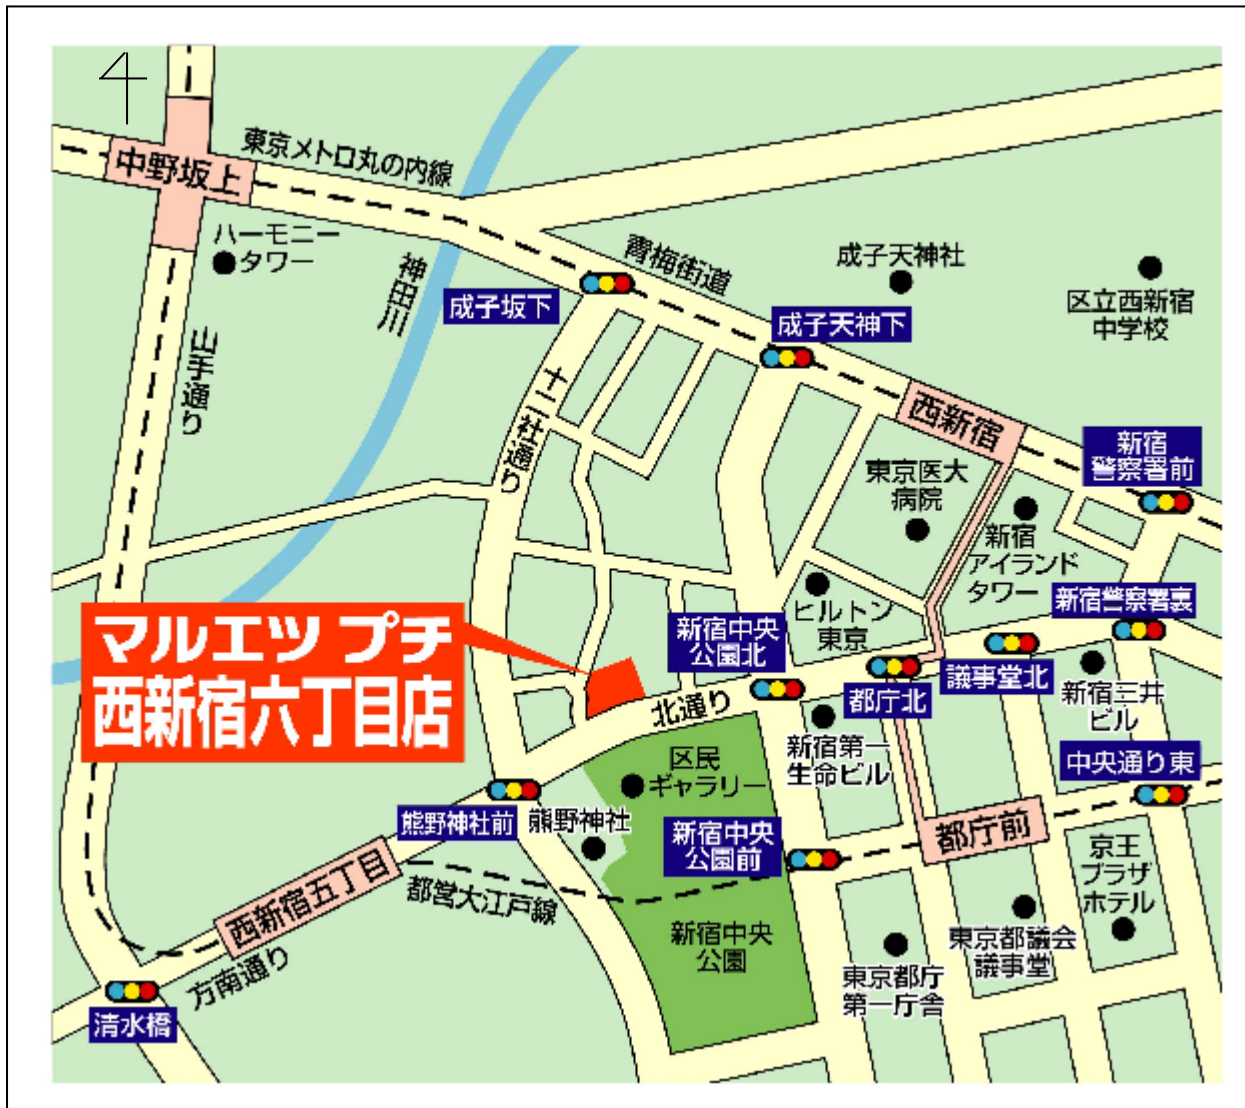 中野坂上
東京メトロ丸の内線
ハーモニー
タワー
神田川
山手通り
成子坂下
青梅街道
成子天神社
区立西新宿
中学校
成子天神下
十二社通り
西新宿
新宿
警察署前
東京医大
病院
新宿
アイランド
タワー
ヒルトン
東京
新宿警察署裏
マルエツ プチ
西新宿六丁目店
新宿中央
公園北
議事堂北
都庁北
北通り
新宿三井
ビル
新宿第一
生命ビル
区民
ギャラリー
中央通り東
熊野神社前
熊野神社
新宿中央
公園前
都庁前
京王
プラザ
ホテル
西新宿五丁目
都営大江戸線
方南通り
新宿中央
公園
東京都議会
議事堂
東京都庁
第一庁舎
清水橋